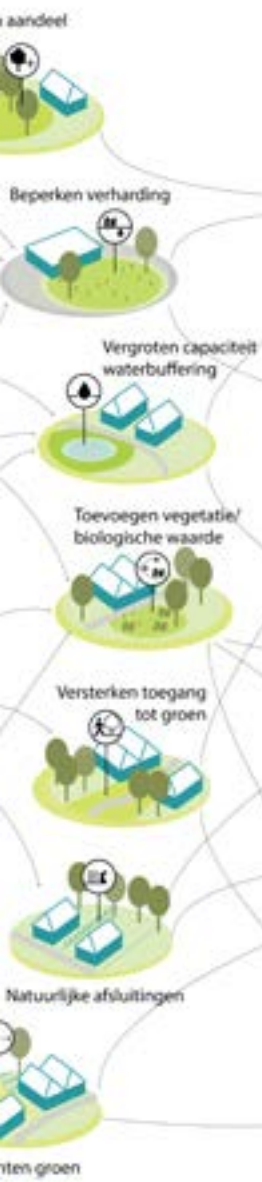 aandeel
Beperken verharding
Vergroten capaciteit
waterbuffering
Toevoegen vegetatie/
biologische waarde
Versterken toegang
tot groen
Natuurlijke afsluitingen
nten groen